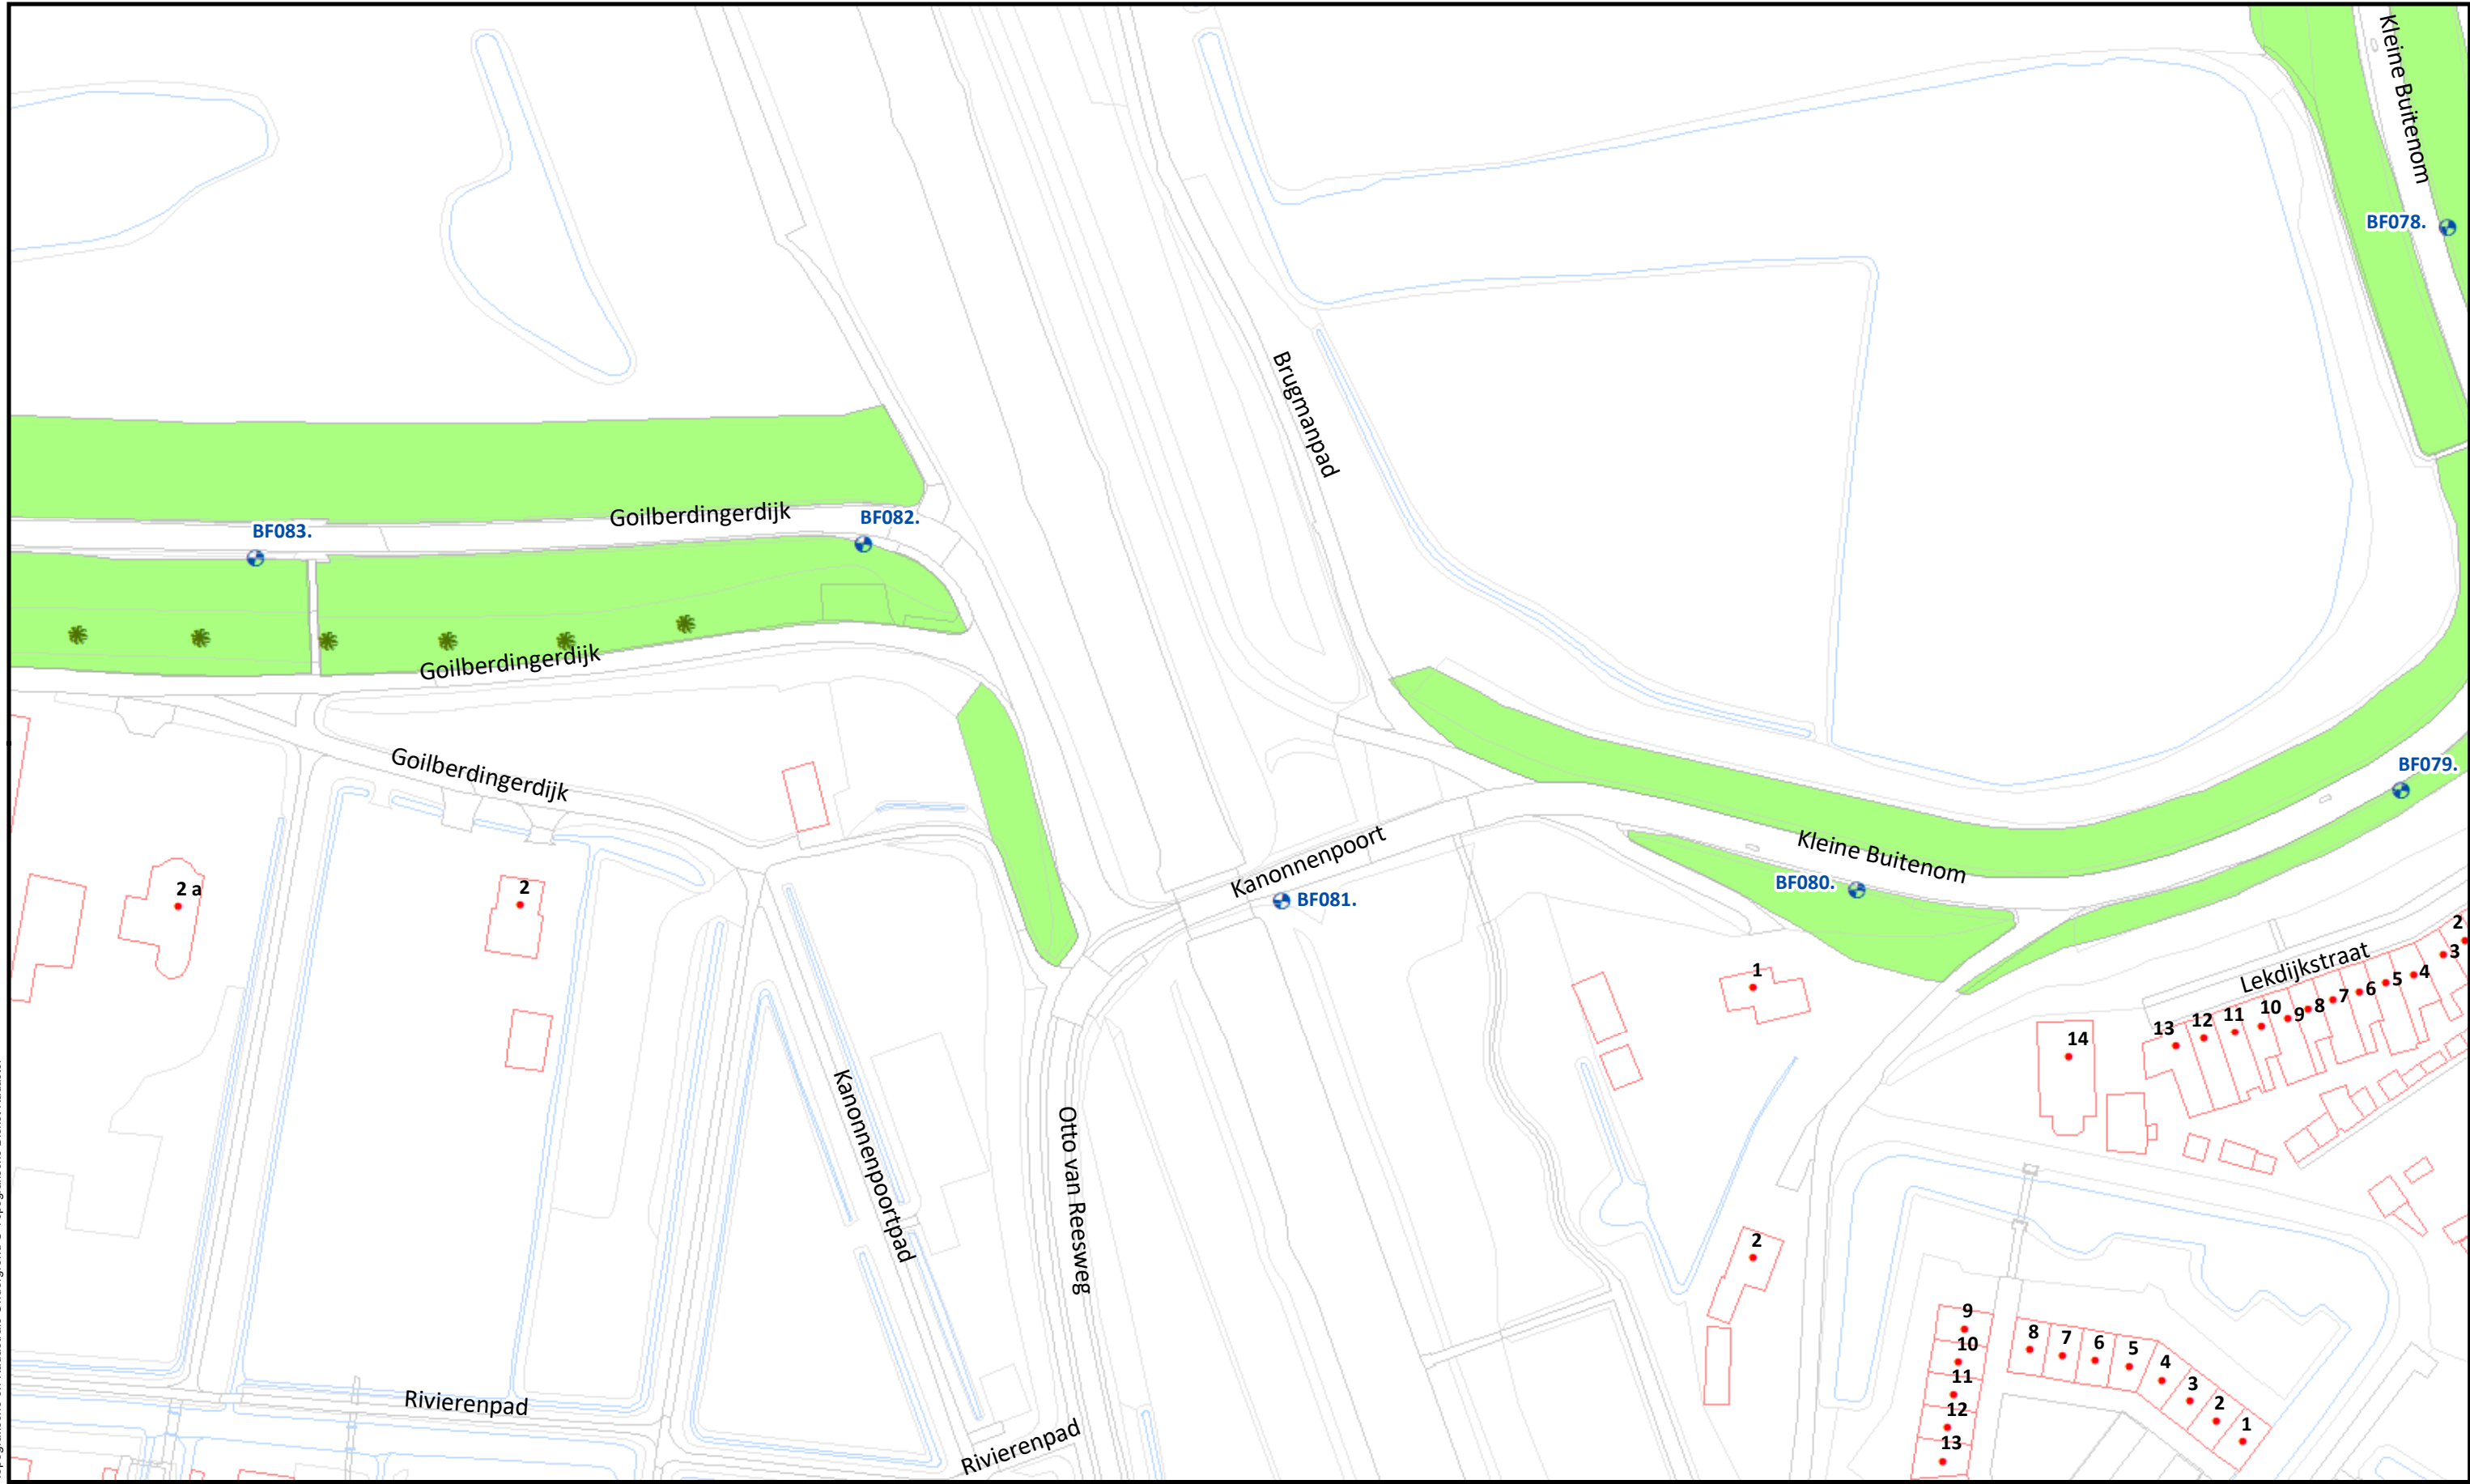 Kleine Buitenom
BF078.
Brugmanpad
Goilberdingerdijk
BF082.
BF083.
Goilberdingerdijk
Goilberdingerdijk
BF079.
Kanonnenpoort
Kleine Buitenom
BF080.
BF081.
2 a
2
1
Lekdijkstraat
2
3
4
5
6
7
8
9
10
11
12
13
14
Kanonnenpoortpad
Otto van Reesweg
2
9
10
11
12
13
8
7
6
5
4
3
2
1
Rivierenpad
Rivierenpad